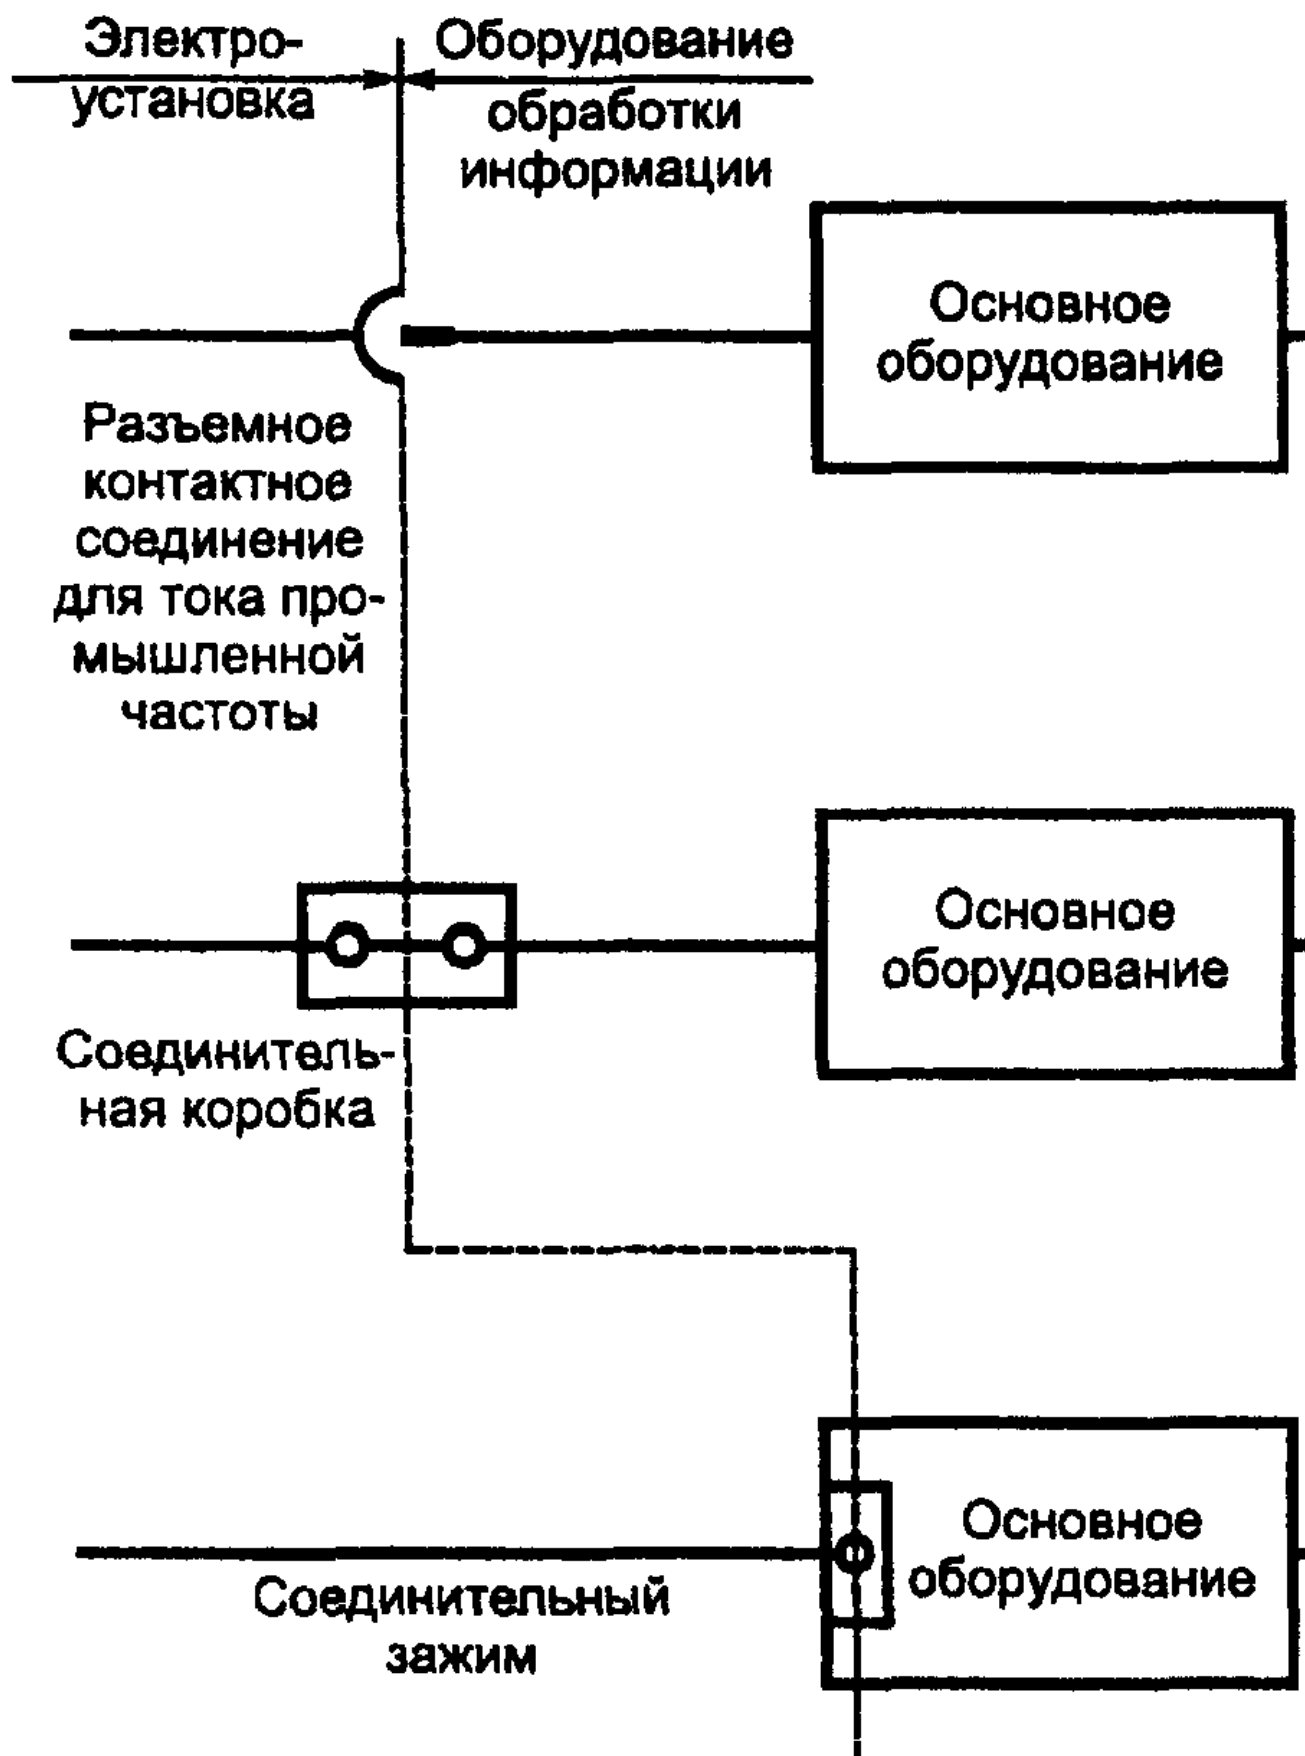 Электро-
установка
Оборудование
обработки
информации
Основное
оборудование
Разъемное
контактное
соединение
для тока про-
мышленной
частоты
Основное
оборудование
Соединитель-
ная коробка
Основное
оборудование
Соединительный
зажим